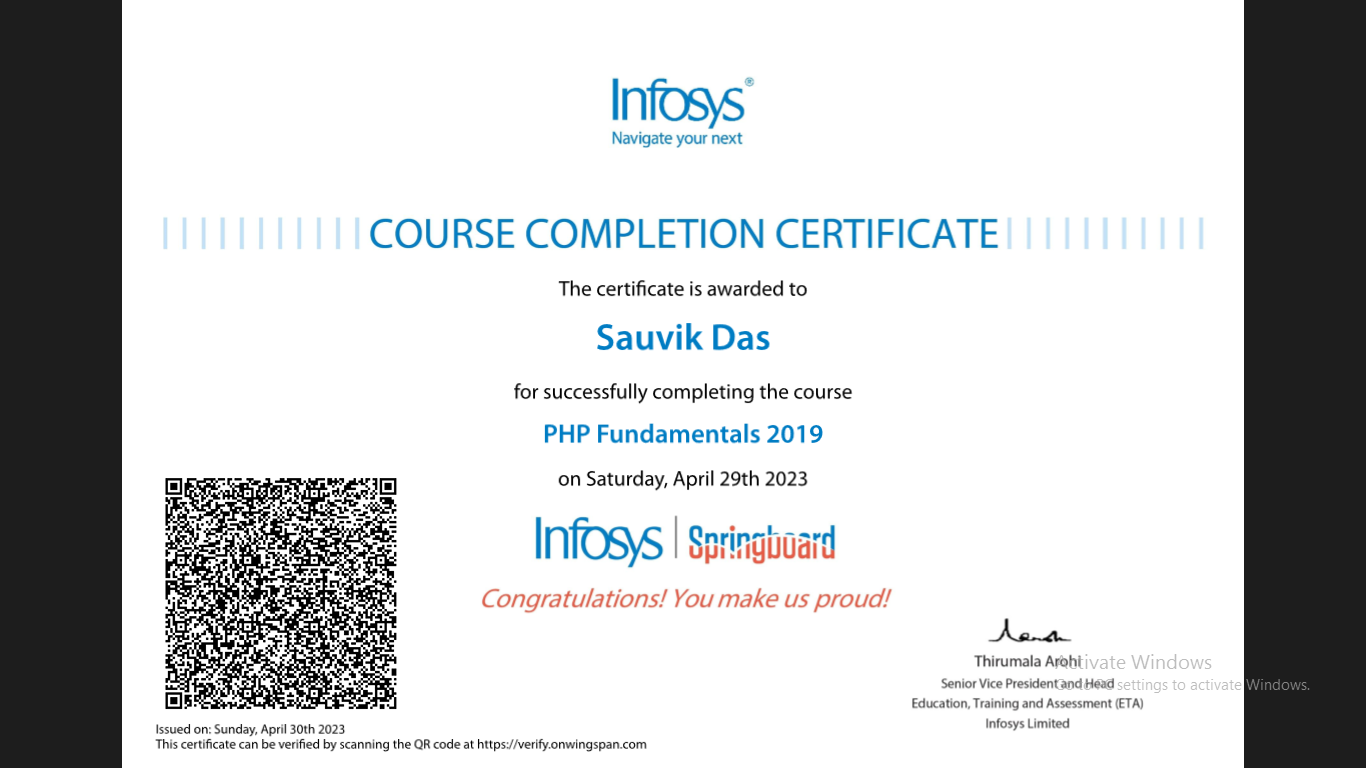 Infosys®
Navigate your next
COURSE COMPLETION CERTIFICATE
The certificate is awarded to
Sauvik Das
for successfully completing the course
PHP Fundamentals 2019
on Saturday, April 29th 2023
Infosys | Springboard
Congratulations! You make us proud!
Thirumala Arohi
Activate Windows
Senior Vice President and Head
Go to PC settings to activate Windows.
Education, Training and Assessment (ETA)
Infosys Limited
Issued on: Sunday, April 30th 2023
This certificate can be verified by scanning the QR code at https://verify.onwingspan.com